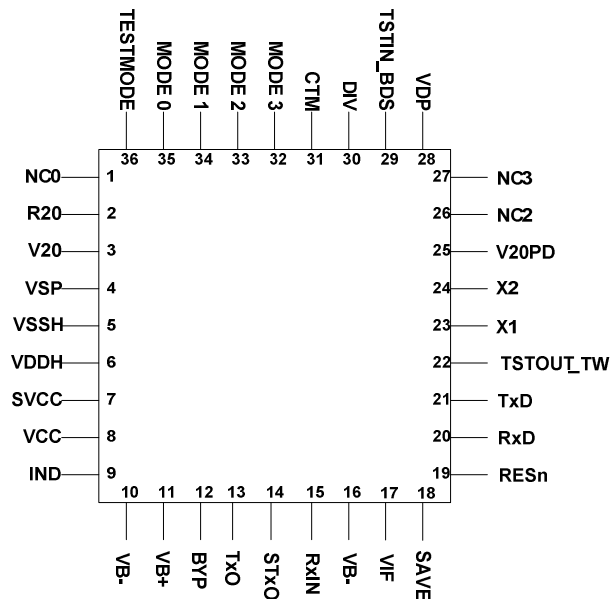 TESTMODE
MODE 0
MODE 1
MODE 2
MODE 3
CTM
DIV
TSTIN_BDS
VDP
36 35 34 33 32 31 30 29 28
NC0 1 27 NC3
R20 2 26 NC2
V20 3 25 V20PD
VSP 4 24 X2
VSSH 5 23 X1
VDDH 6 22 TSTOUT_TW
SVCC 7 21 TxD
VCC 8 20 RxD
IND 9 19 RESn
10 11 12 13 14 15 16 17 18
VB-
VB+
BYP
TxO
STxO
RxIN
VB-
VIF
SAVE